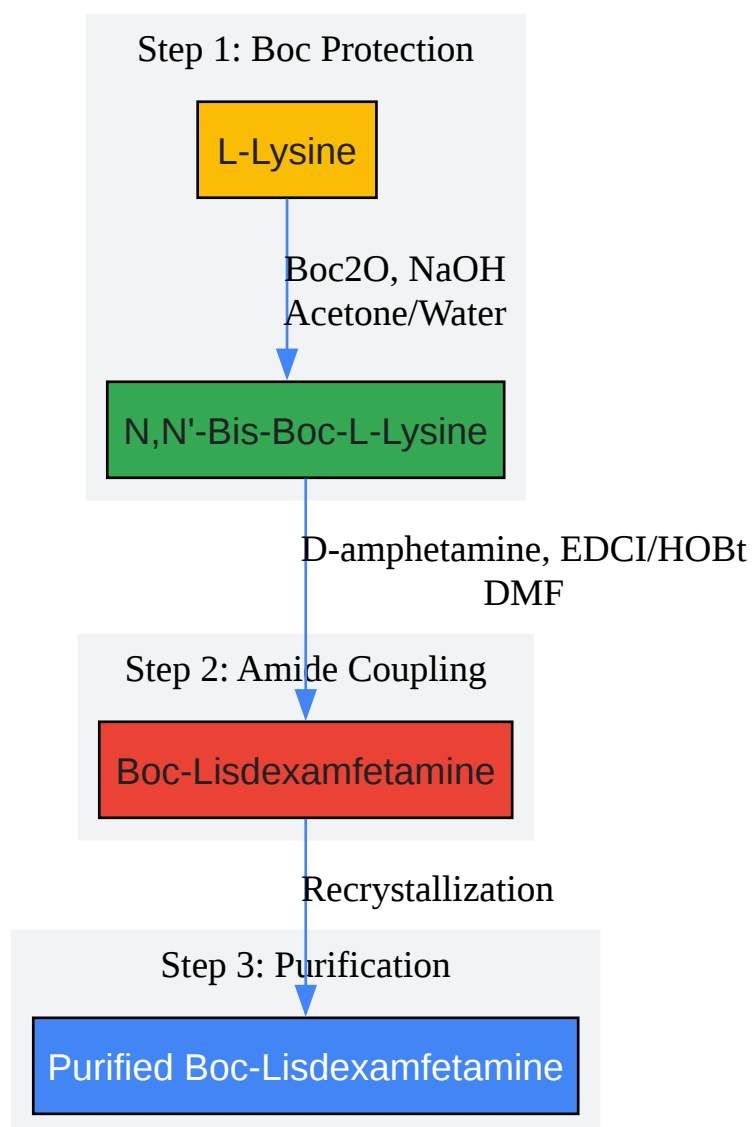 Step 1: Boc Protection
L-Lysine
Boc2O, NaOH
Acetone/Water
N,N'-Bis-Boc-L-Lysine
D-amphetamine, EDCI/HOBt
DMF
Step 2: Amide Coupling
Boc-Lisdexamfetamine
Recrystallization
Step 3: Purification
Purified Boc-Lisdexamfetamine